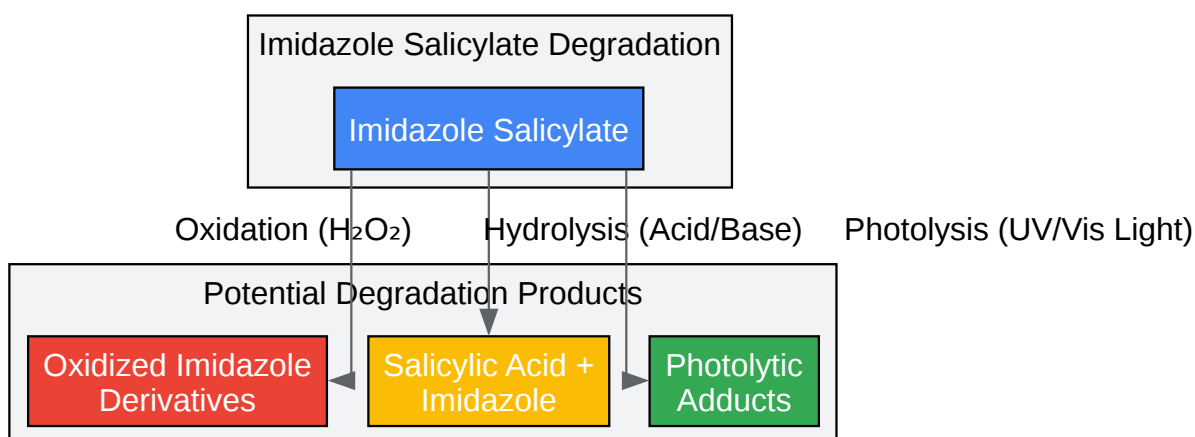 Imidazole Salicylate Degradation
Imidazole Salicylate
Oxidation (H₂O₂)
Hydrolysis (Acid/Base)
Photolysis (UV/Vis Light)
Potential Degradation Products
Oxidized Imidazole
Derivatives
Salicylic Acid +
Imidazole
Photolytic
Adducts